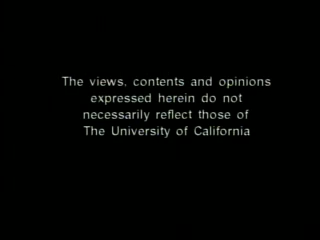 The views, contents and opinions
expressed herein do not
necessarily reflect those of
The University of California